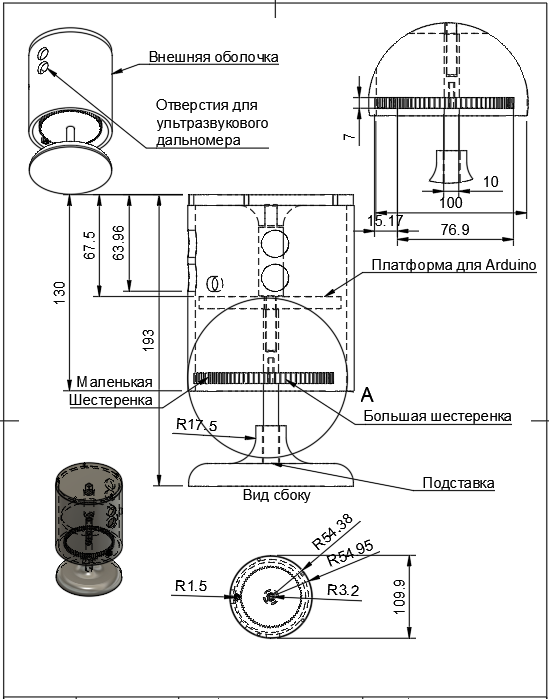 Внешняя оболочка
Отверстия для
ультразвукового
дальномера
7
10
100
15.17
76.9
67.5
63.96
130
193
Платформа для Arduino
Маленькая
Шестеренка
A
Большая шестеренка
R17.5
Подставка
Вид сбоку
R54.38
R54.95
R1.5
R3.2
109.9